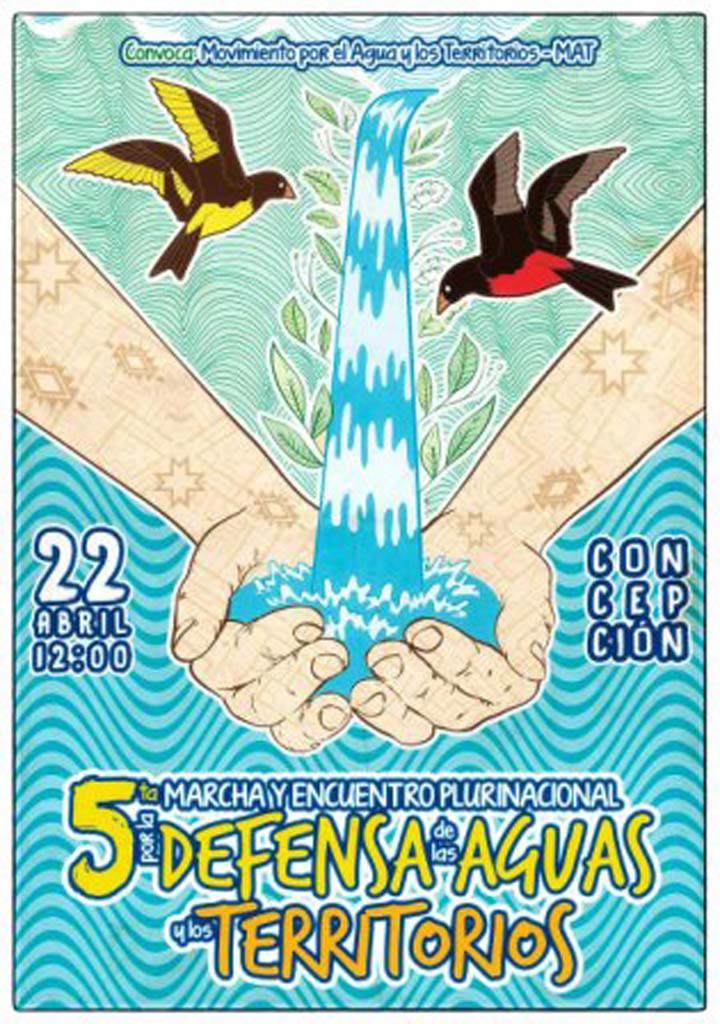 Convoca: Movimiento por el Agua y los Territorios - MAT
22
ABRIL
12:00
CON
CEP
CIÓN
5ta MARCHA Y ENCUENTRO PLURINACIONAL
por la DEFENSA de las AGUAS
y los TERRITORIOS